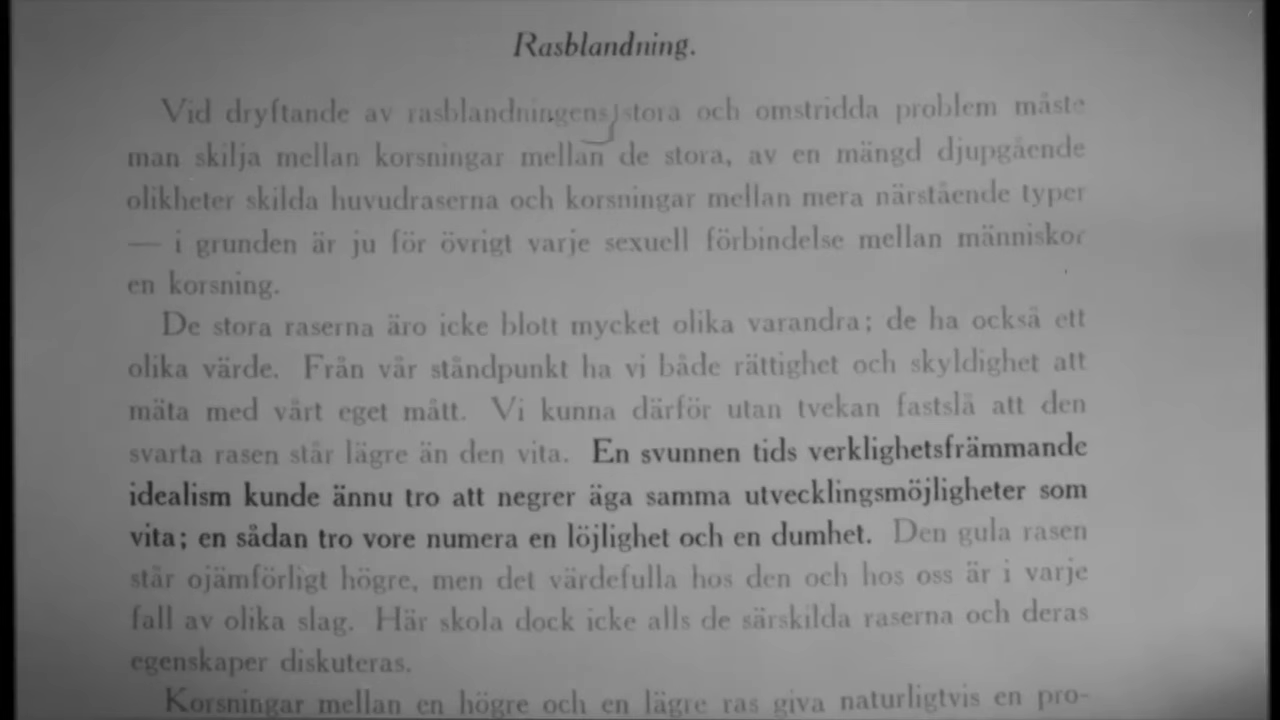 Rasblandning.
Vid dryftande av rasblandningens stora och omstridda problem måste
man skilja mellan korsningar mellan de stora, av en mängd djupgående
olikheter skilda huvudraserna och korsningar mellan mera närstående typer
— i grunden är ju för övrigt varje sexuell förbindelse mellan människor
en korsning.
De stora raserna äro icke blott mycket olika varandra; de ha också ett
olika värde. Från vår ståndpunkt ha vi både rättighet och skyldighet att
mäta med vårt eget mått. Vi kunna därför utan tvekan fastslå att den
svarta rasen står lägre än den vita. En svunnen tids verklighetsfrämmande
idealism kunde ännu tro att negrer äga samma utvecklingsmöjligheter som
vita; en sådan tro vore numera en löjlighet och en dumhet. Den gula rasen
står ojämförligt högre, men det värdefulla hos den och hos oss är i varje
fall av olika slag. Här skola dock icke alls de särskilda raserna och deras
egenskaper diskuteras.
Korsningar mellan en högre och en lägre ras giva naturligtvis en pro-